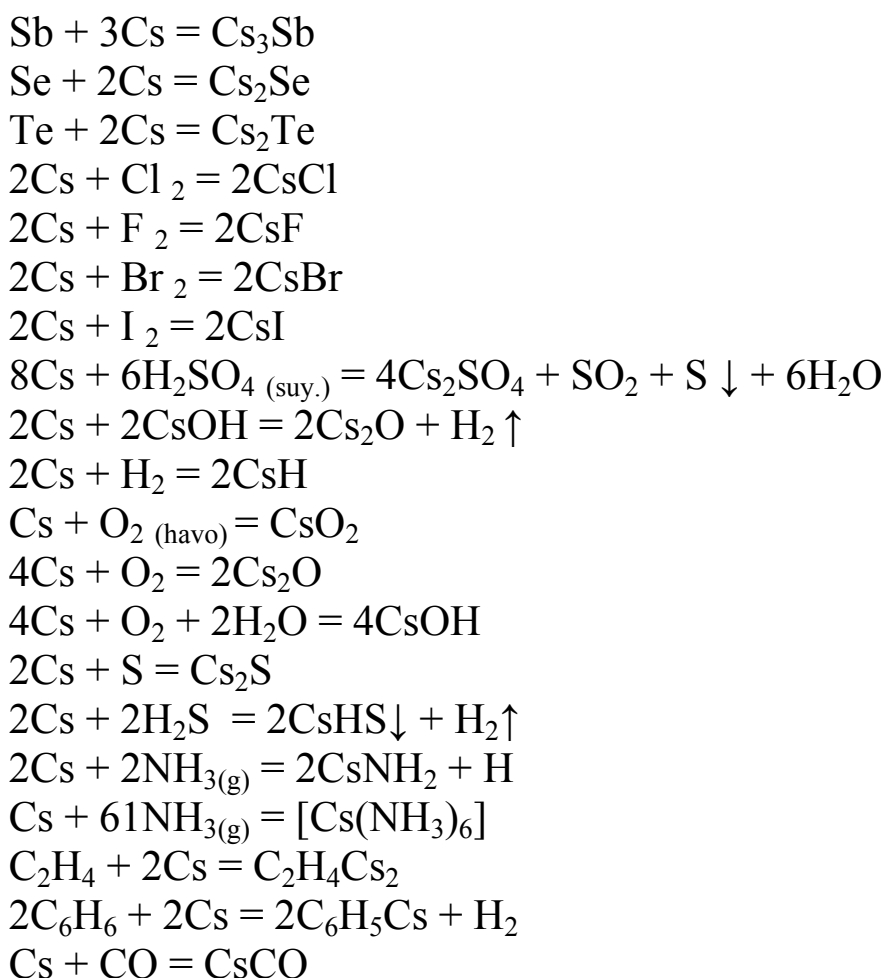 Sb + 3Cs = Cs₃Sb
Se + 2Cs = Cs₂Se
Te + 2Cs = Cs₂Te
2Cs + Cl ₂ = 2CsCl
2Cs + F ₂ = 2CsF
2Cs + Br ₂ = 2CsBr
2Cs + I ₂ = 2CsI
8Cs + 6H₂SO₄ (suy.) = 4Cs₂SO₄ + SO₂ + S ↓ + 6H₂O
2Cs + 2CsOH = 2Cs₂O + H₂ ↑
2Cs + H₂ = 2CsH
Cs + O₂ (havo) = CsO₂
4Cs + O₂ = 2Cs₂O
4Cs + O₂ + 2H₂O = 4CsOH
2Cs + S = Cs₂S
2Cs + 2H₂S = 2CsHS↓ + H₂↑
2Cs + 2NH₃(g) = 2CsNH₂ + H
Cs + 61NH₃(g) = [Cs(NH₃)₆]
C₂H₄ + 2Cs = C₂H₄Cs₂
2C₆H₆ + 2Cs = 2C₆H₅Cs + H₂
Cs + CO = CsCO